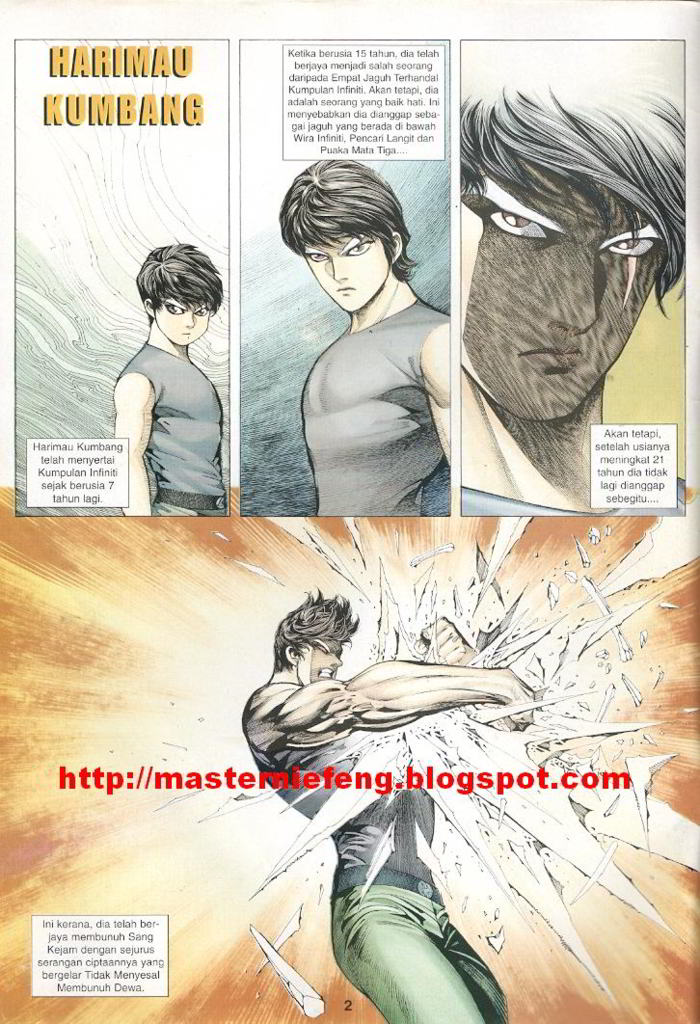 HARIMAU
KUMBANG
Harimau Kumbang
telah menyertai
Kumpulan Infiniti
sejak berusia 7
tahun lagi.
Ketika berusia 15 tahun, dia telah
berjaya menjadi salah seorang
daripada Empat Jaguh Terhandal
Kumpulan Infiniti. Akan tetapi, dia
adalah seorang yang baik hati. Ini
menyebabkan dia dianggap seba-
gai jaguh yang berada di bawah
Wira Infiniti, Pencari Langit dan
Puaka Mata Tiga....
Akan tetapi,
setelah usianya
meningkat 21
tahun dia tidak
lagi dianggap
sebegitu....
http://masterniefeng.blogspot.com
Ini kerana, dia telah ber-
jaya membunuh Sang
Kejam dengan sejurus
serangan ciptaannya yang
bergelar Tidak Menyesal
Membunuh Dewa.
2